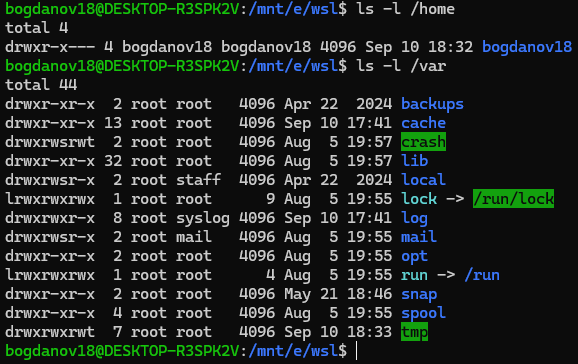 bogdanov18@DESKTOP-R3SPK2V:/mnt/e/wsl$ ls -l /home
total 4
drwxr-x--- 4 bogdanov18 bogdanov18 4096 Sep 10 18:32 bogdanov18
bogdanov18@DESKTOP-R3SPK2V:/mnt/e/wsl$ ls -l /var
total 44
drwxr-xr-x  2 root root   4096 Apr 22  2024 backups
drwxr-xr-x 13 root root   4096 Sep 10 17:41 cache
drwxrwsrwt  2 root root   4096 Aug  5 19:57 crash
drwxr-xr-x 32 root root   4096 Aug  5 19:57 lib
drwxrwsr-x  2 root staff  4096 Apr 22  2024 local
lrwxrwxrwx  1 root root      9 Aug  5 19:55 lock -> /run/lock
drwxrwxr-x  8 root syslog 4096 Sep 10 17:41 log
drwxrwsr-x  2 root mail   4096 Aug  5 19:55 mail
drwxr-xr-x  2 root root   4096 Aug  5 19:55 opt
lrwxrwxrwx  1 root root      4 Aug  5 19:55 run -> /run
drwxr-xr-x  2 root root   4096 May 21 18:46 snap
drwxr-xr-x  4 root root   4096 Aug  5 19:55 spool
drwxrwxrwt  7 root root   4096 Sep 10 18:33 tmp
bogdanov18@DESKTOP-R3SPK2V:/mnt/e/wsl$